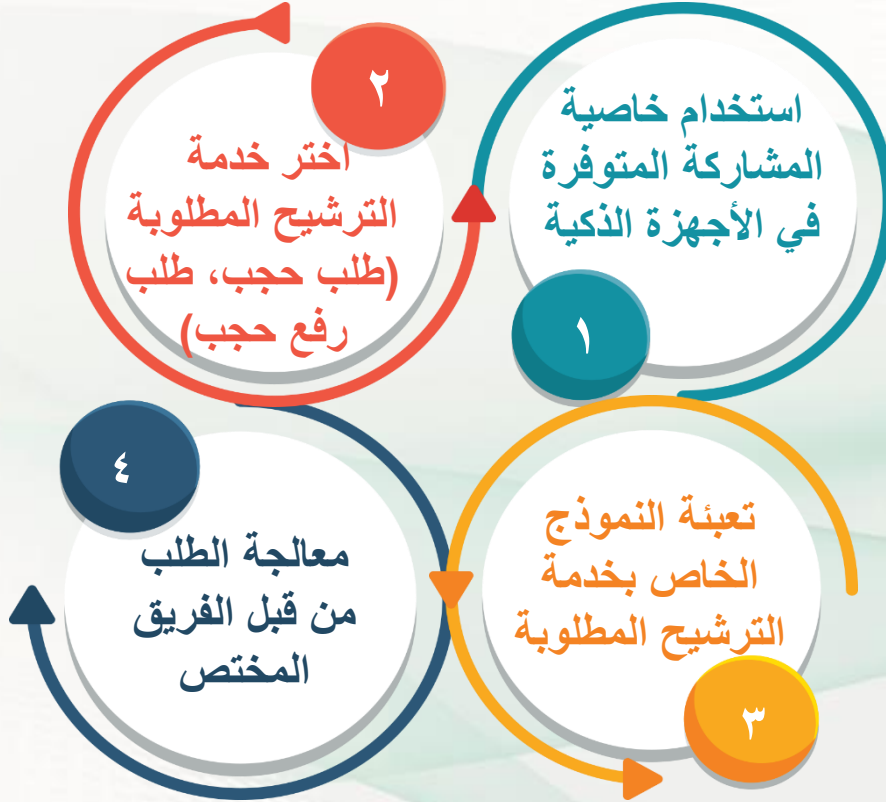 ١
استخدام خاصية
المشاركة المتوفرة
في الأجهزة الذكية
٢
اختر خدمة
الترشيح المطلوبة
(طلب حجب، طلب
رفع حجب)
٣
تعبئة النموذج
الخاص بخدمة
الترشيح المطلوبة
٤
معالجة الطلب
من قبل الفريق
المختص